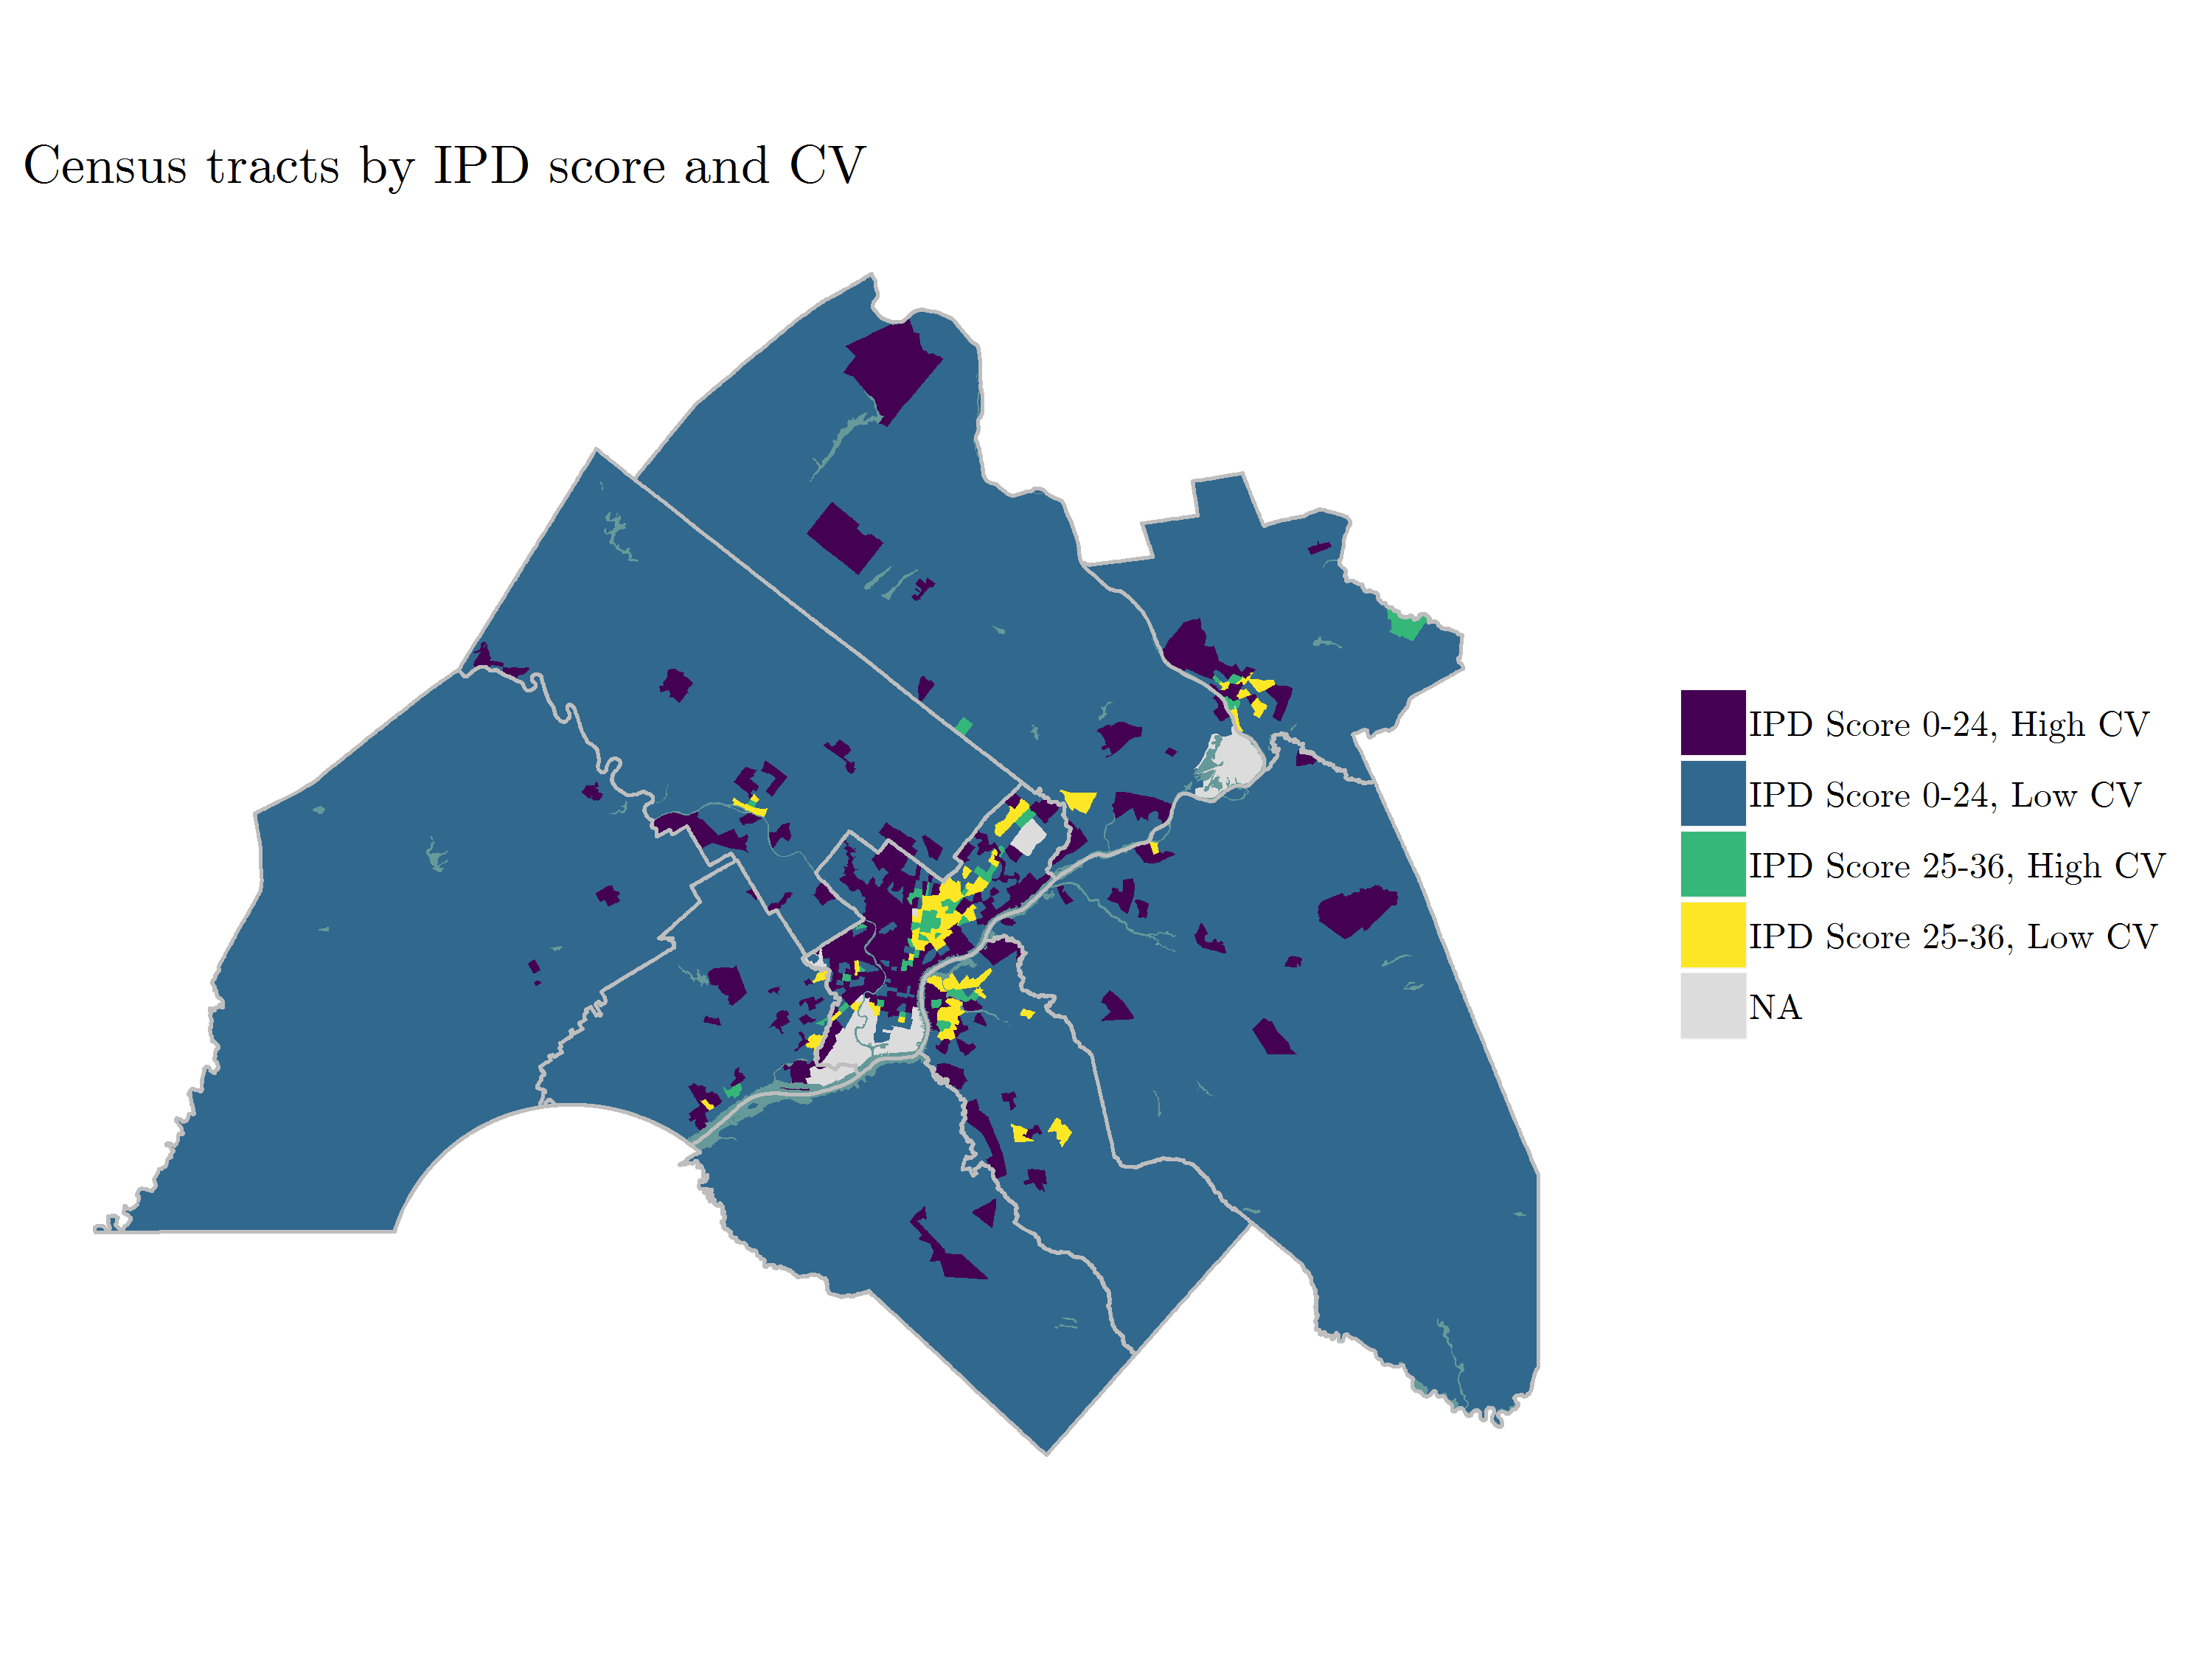 Census tracts by IPD score and CV
IPD Score 0-24, High CV
IPD Score 0-24, Low CV
IPD Score 25-36, High CV
IPD Score 25-36, Low CV
NA